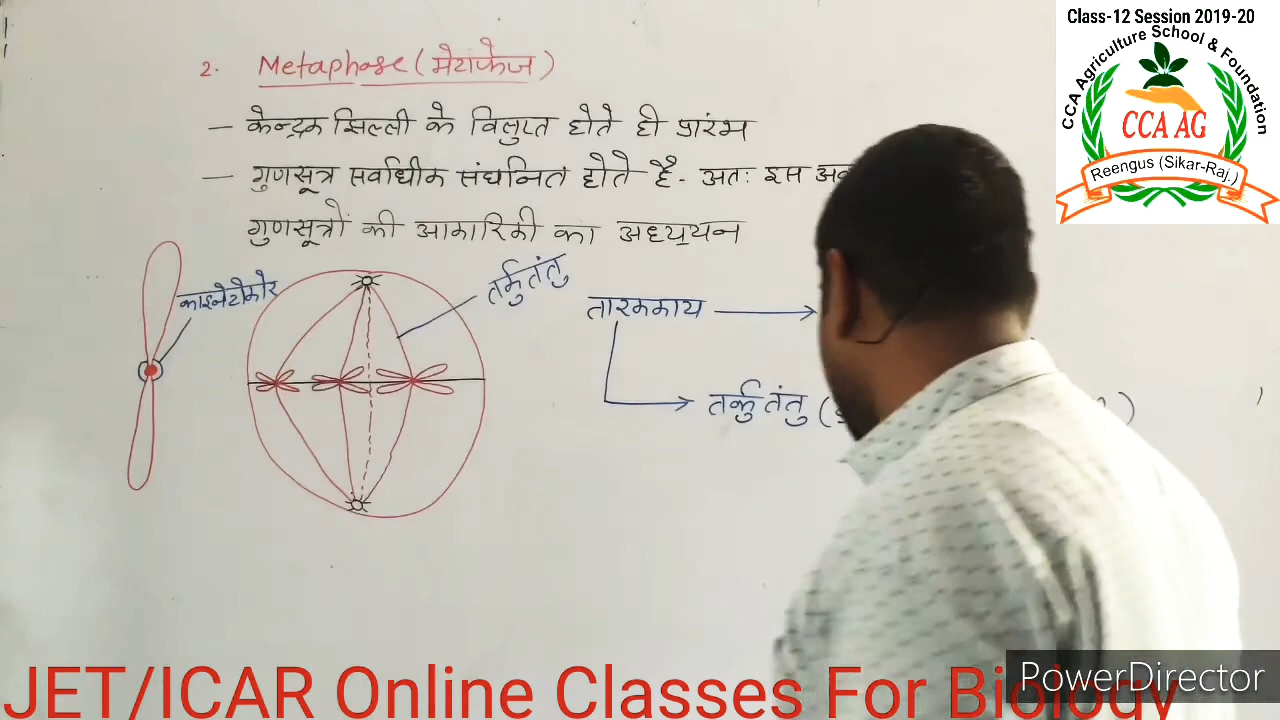 Class-12 Session 2019-20
CCA Agriculture School & Foundation
CCA AG
Reengus (Sikar-Raj.)
2. Metaphase (मेटाफेज)
– केन्द्रक झिल्ली के विलुप्त होते ही प्रारंभ
– गुणसूत्र सर्वाधीक संघनित होते है- अतः इस
गुणसूत्रों की आकारिकी का अध्ययन
काइनेटोकोर
तर्कुतंतु
तारककाय
तर्कुतंतु (
JET/ICAR Online Classes For Biology
PowerDirector